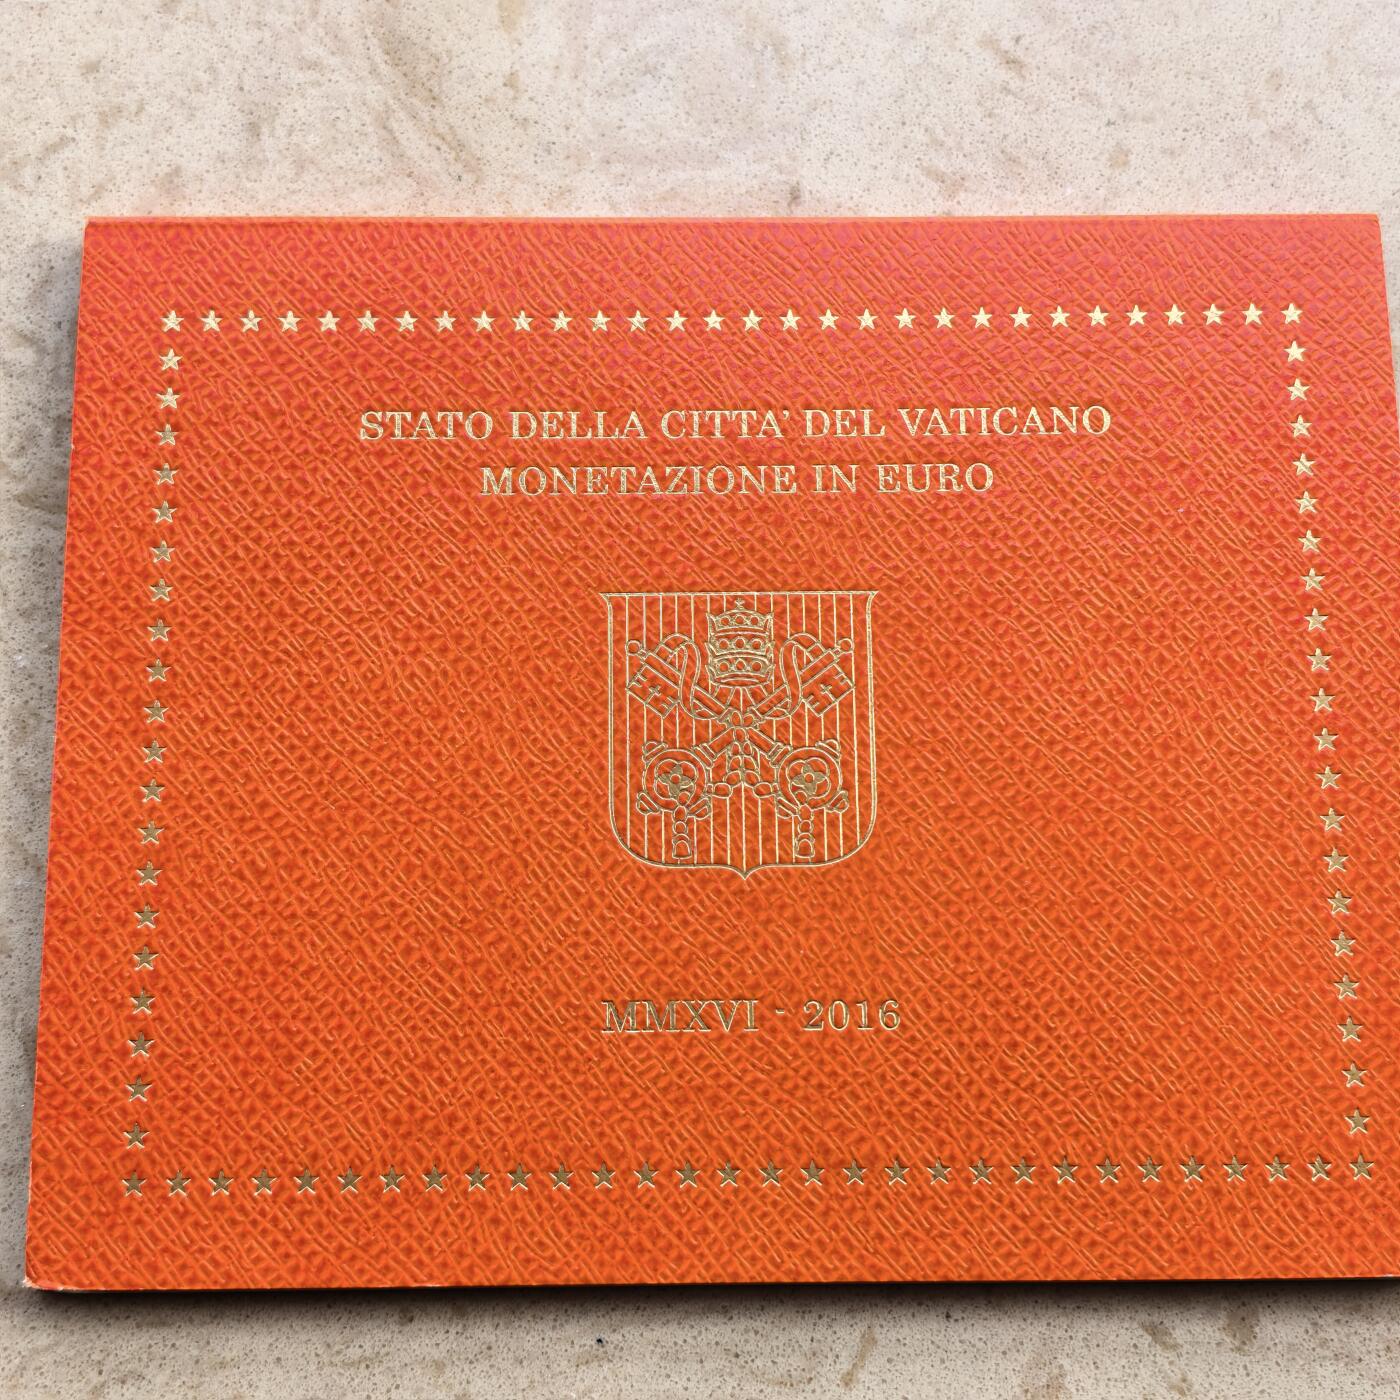 STATO DELLA CITTA' DEL VATICANO
MONETAZIONE IN EURO
MMXVI - 2016